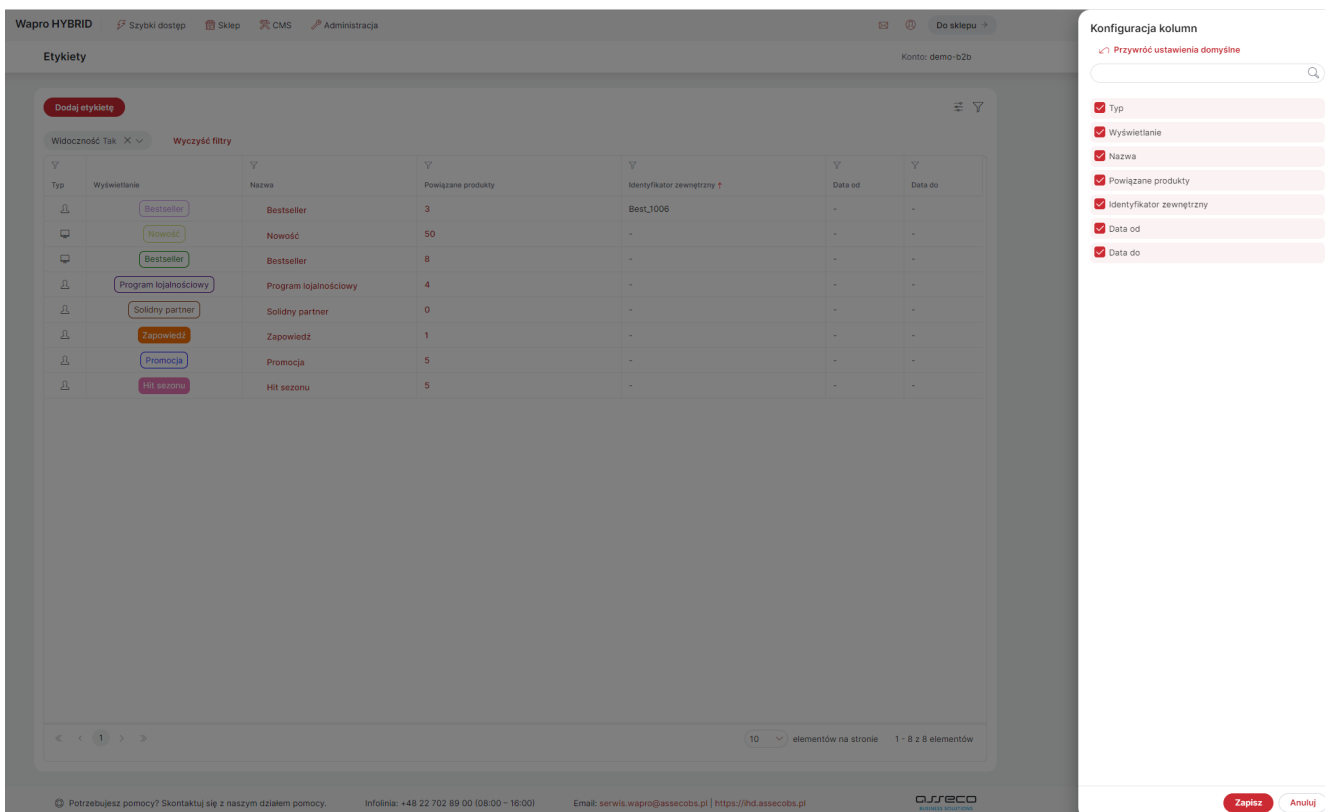 Wapro HYBRID Szybki dostęp Sklep CMS Administracja Do sklepu
Etykiety Konto: demo-b2b
Dodaj etykietę
Widoczność Tak Wyczyść filtry
Typ Wyświetlanie Nazwa Powiązane produkty Identyfikator zewnętrzny ↑ Data od Data do
Bestseller Bestseller 3 Best_1006 - -
Nowość Nowość 50 - - -
Bestseller Bestseller 8 - - -
Program lojalnościowy Program lojalnościowy 4 - - -
Solidny partner Solidny partner 0 - - -
Zapowiedź Zapowiedź 1 - - -
Promocja Promocja 5 - - -
Hit sezonu Hit sezonu 5 - - -
1 10 elementów na stronie 1 - 8 z 8 elementów
Potrzebujesz pomocy? Skontaktuj się z naszym działem pomocy. Infolinia: +48 22 702 89 00 (08:00 – 16:00) Email: serwis.wapro@assecobs.pl | https://ihd.assecobs.pl
asseco
BUSINESS SOLUTIONS
Konfiguracja kolumn
Przywróć ustawienia domyślne
Typ
Wyświetlanie
Nazwa
Powiązane produkty
Identyfikator zewnętrzny
Data od
Data do
Zapisz Anuluj